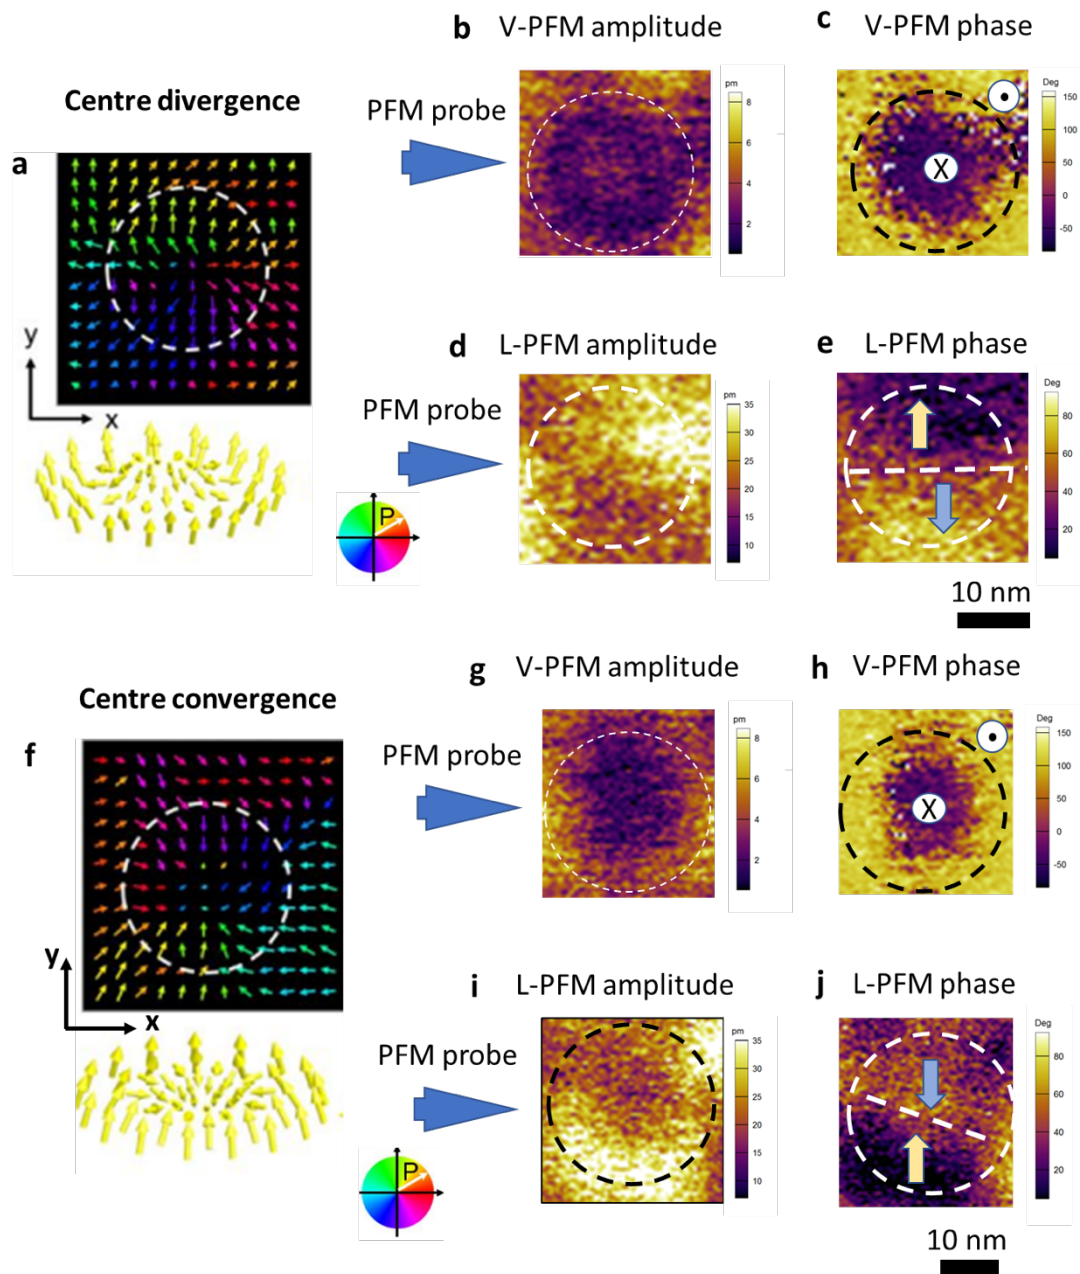 b V-PFM amplitude
c V-PFM phase
Centre divergence
PFM probe
a
pm
8
6
4
2
Deg
150
100
50
0
-50
X
y
x
d L-PFM amplitude
e L-PFM phase
PFM probe
P
pm
35
30
25
20
15
10
Deg
80
60
40
20
10 nm
g V-PFM amplitude
h V-PFM phase
Centre convergence
f
PFM probe
pm
8
6
4
2
Deg
150
100
50
0
-50
X
y
x
i L-PFM amplitude
j L-PFM phase
PFM probe
P
pm
35
30
25
20
15
10
Deg
80
60
40
20
10 nm